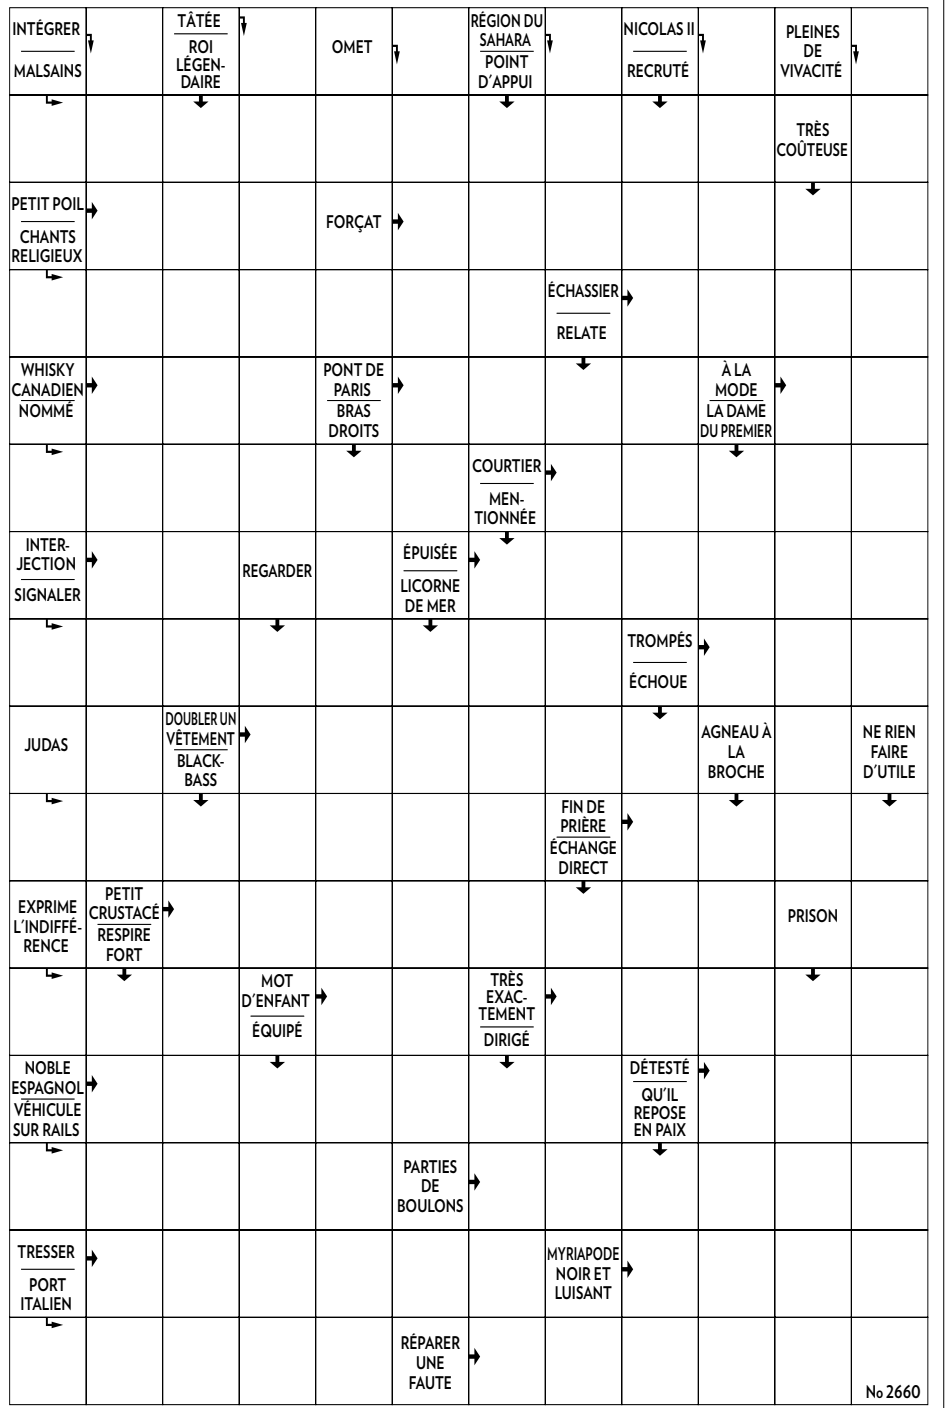 INTÉGRER
MALSAINS
TÂTÉE
ROI
LÉGEN-
DAIRE
OMET
RÉGION DU
SAHARA
POINT
D'APPUI
NICOLAS II
RECRUTÉ
PLEINES
DE
VIVACITÉ
TRÈS
COÛTEUSE
PETIT POIL
CHANTS
RELIGIEUX
FORÇAT
ÉCHASSIER
RELATE
WHISKY
CANADIEN
NOMMÉ
PONT DE
PARIS
BRAS
DROITS
À LA
MODE
LA DAME
DU PREMIER
COURTIER
MEN-
TIONNÉE
INTER-
JECTION
SIGNALER
REGARDER
ÉPUISÉE
LICORNE
DE MER
TROMPÉS
ÉCHOUE
JUDAS
DOUBLER UN
VÊTEMENT
BLACK-
BASS
AGNEAU À
LA
BROCHE
NE RIEN
FAIRE
D'UTILE
FIN DE
PRIÈRE
ÉCHANGE
DIRECT
EXPRIME
L'INDIFFÉ-
RENCE
PETIT
CRUSTACÉ
RESPIRE
FORT
PRISON
MOT
D'ENFANT
ÉQUIPÉ
TRÈS
EXAC-
TEMENT
DIRIGÉ
NOBLE
ESPAGNOL
VÉHICULE
SUR RAILS
DÉTESTÉ
QU'IL
REPOSE
EN PAIX
PARTIES
DE
BOULONS
TRESSER
PORT
ITALIEN
MYRIAPODE
NOIR ET
LUISANT
RÉPARER
UNE
FAUTE
No 2660